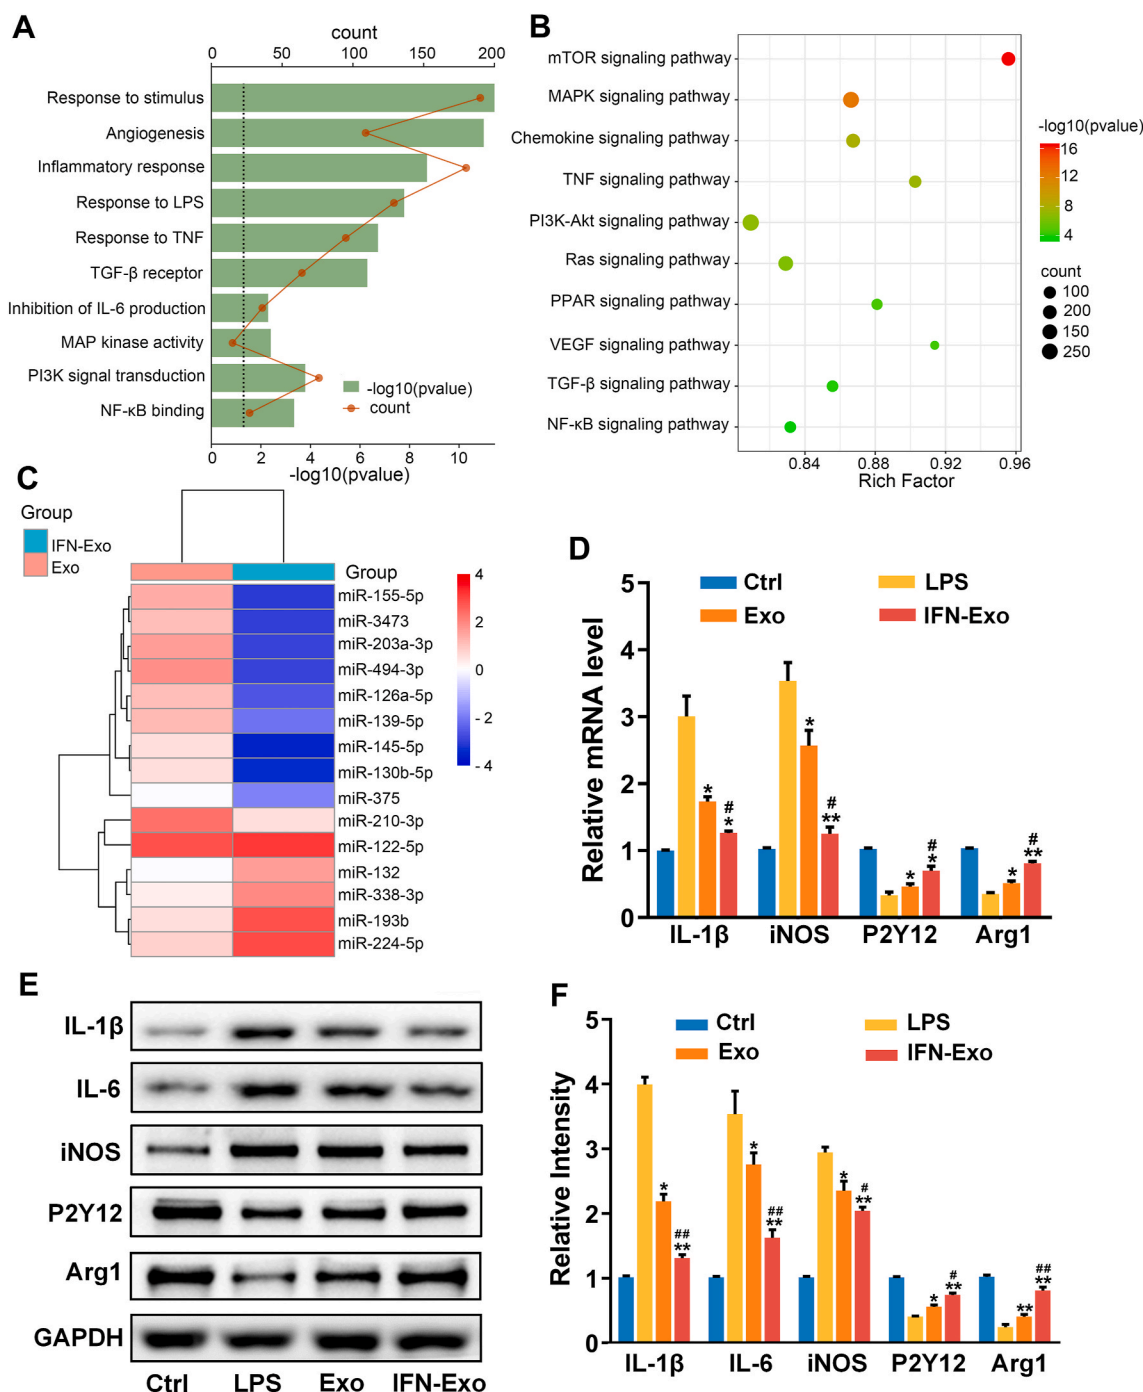 A
count
0 50 100 150 200
Response to stimulus
Angiogenesis
Inflammatory response
Response to LPS
Response to TNF
TGF-β receptor
Inhibition of IL-6 production
MAP kinase activity
PI3K signal transduction
NF-κB binding
-log10(pvalue)
count
0 2 4 6 8 10
-log10(pvalue)
B
mTOR signaling pathway
MAPK signaling pathway
Chemokine signaling pathway
TNF signaling pathway
PI3K-Akt signaling pathway
Ras signaling pathway
PPAR signaling pathway
VEGF signaling pathway
TGF-β signaling pathway
NF-κB signaling pathway
0.84 0.88 0.92 0.96
Rich Factor
-log10(pvalue)
16
12
8
4
count
100
200
150
250
C
Group
IFN-Exo
Exo
Group
miR-155-5p
miR-3473
miR-203a-3p
miR-494-3p
miR-126a-5p
miR-139-5p
miR-145-5p
miR-130b-5p
miR-375
miR-210-3p
miR-122-5p
miR-132
miR-338-3p
miR-193b
miR-224-5p
4
2
0
- 2
- 4
D
Relative mRNA level
5
4
3
2
1
0
Ctrl LPS
Exo IFN-Exo
* # * * # ** * # * * # **
IL-1β iNOS P2Y12 Arg1
E
IL-1β
IL-6
iNOS
P2Y12
Arg1
GAPDH
Ctrl LPS Exo IFN-Exo
F
Relative Intensity
5
4
3
2
1
0
Ctrl LPS
Exo IFN-Exo
* ## ** * ## ** * # ** * # ** ** ## **
IL-1β IL-6 iNOS P2Y12 Arg1